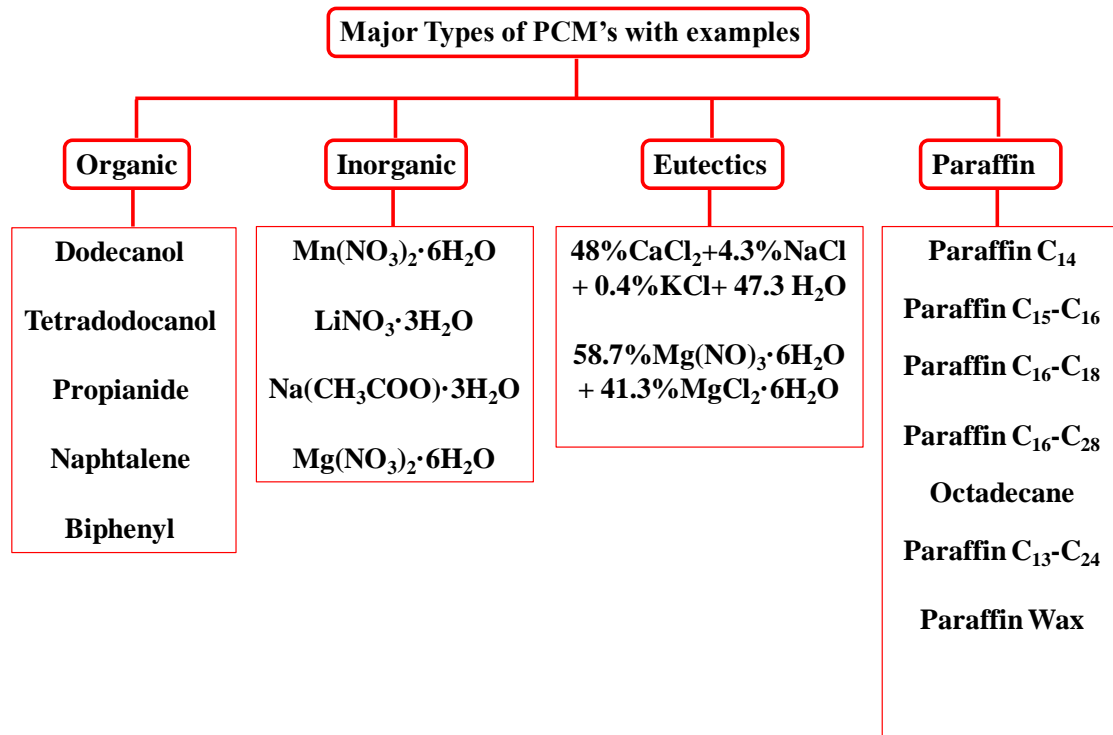 Major Types of PCM’s with examples
Organic
Inorganic
Eutectics
Paraffin
Dodecanol
Tetradodocanol
Propianide
Naphtalene
Biphenyl
Mn(NO₃)₂·6H₂O
LiNO₃·3H₂O
Na(CH₃COO)·3H₂O
Mg(NO₃)₂·6H₂O
48%CaCl₂+4.3%NaCl
+ 0.4%KCl+ 47.3 H₂O
58.7%Mg(NO)₃·6H₂O
+ 41.3%MgCl₂·6H₂O
Paraffin C₁₄
Paraffin C₁₅-C₁₆
Paraffin C₁₆-C₁₈
Paraffin C₁₆-C₂₈
Octadecane
Paraffin C₁₃-C₂₄
Paraffin Wax